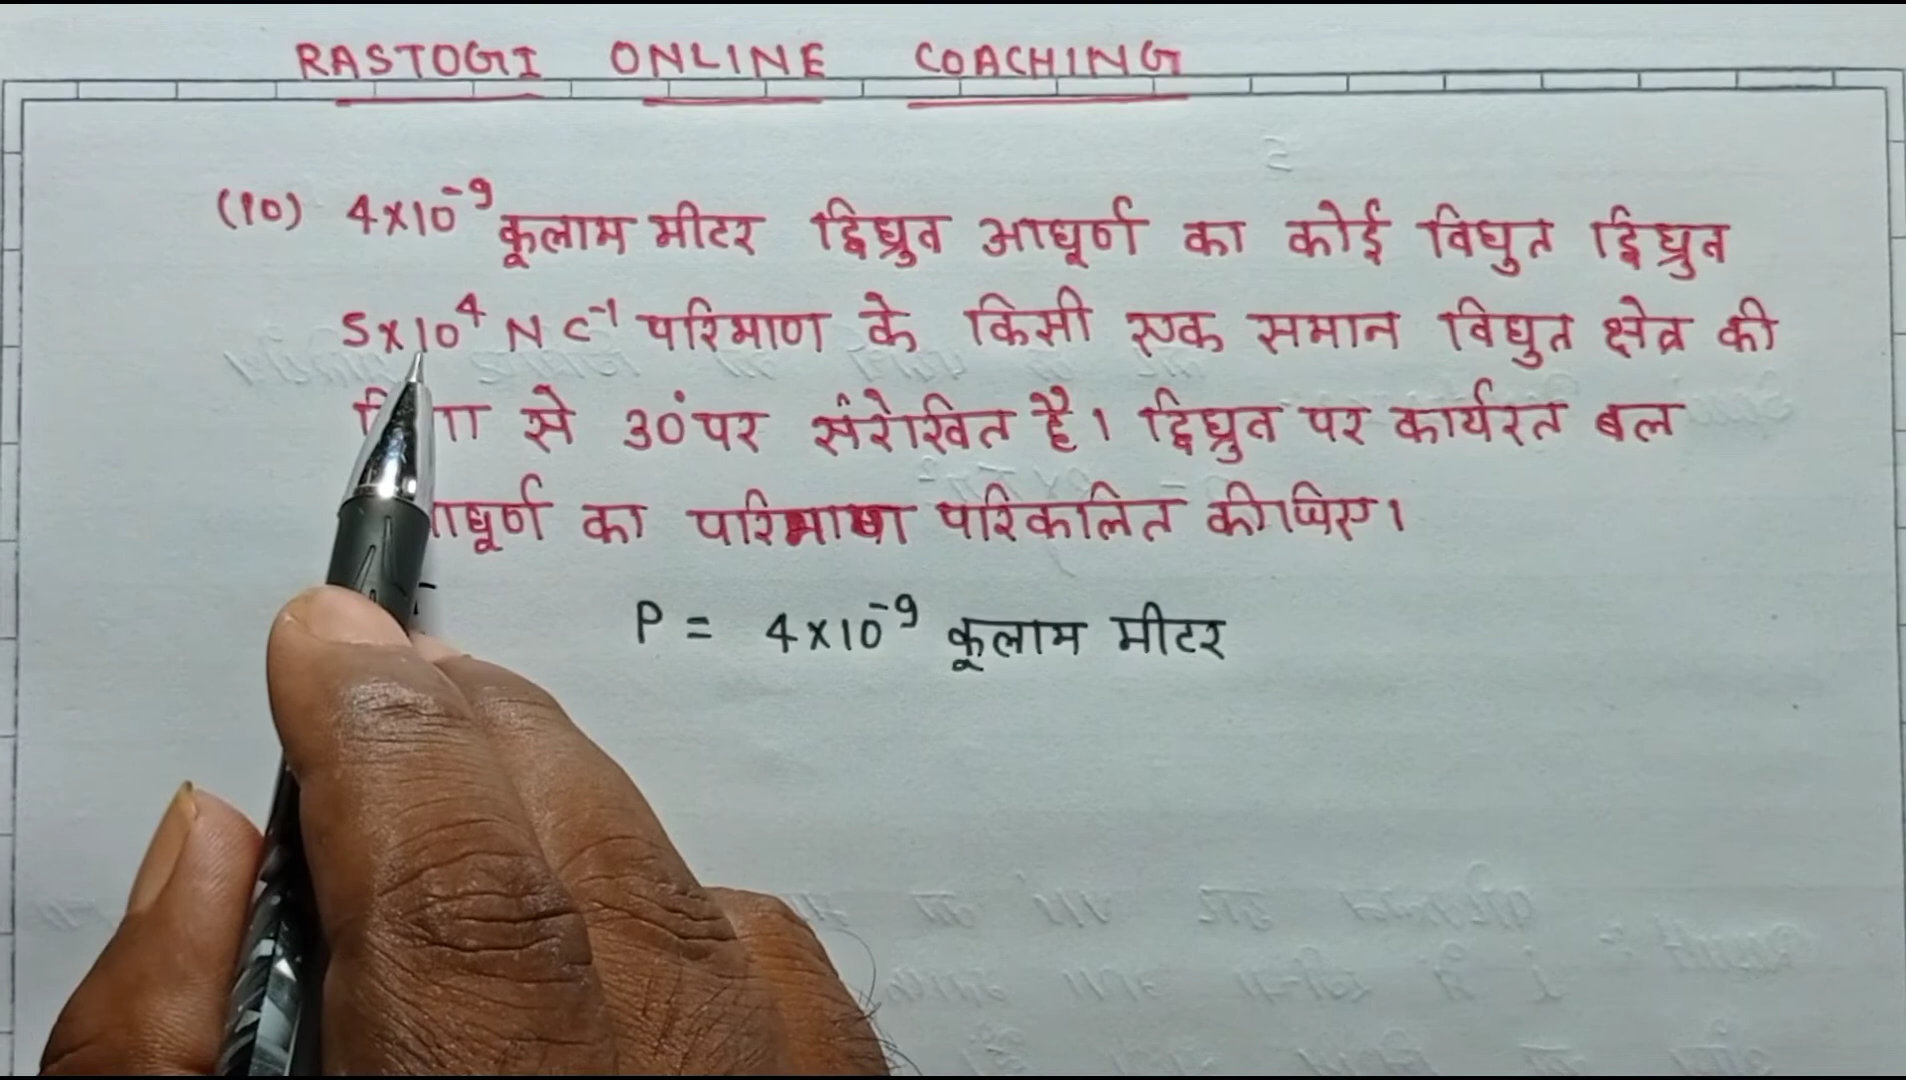 RASTOGI ONLINE COACHING
(10) 4×10⁻⁹ कूलाम मीटर द्विध्रुव आघूर्ण का कोई विघुत द्विध्रुव
5×10⁴ N C⁻¹ परिमाण के किसी एक समान विघुत क्षेत्र की
से 30° पर संरेखित है। द्विध्रुव पर कार्यरत बल
का परिमाण परिकलित कीजिए।
P = 4×10⁻⁹ कूलाम मीटर